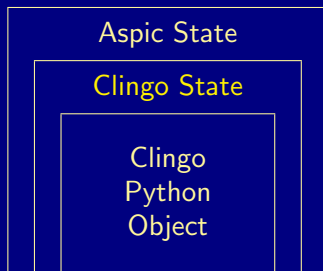 Aspic State
Clingo State
Clingo
Python
Object